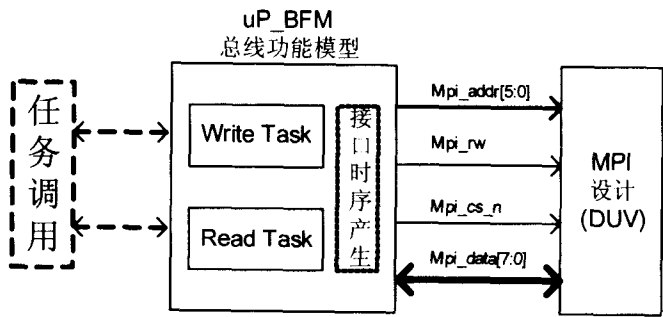 uP_BFM
总线功能模型
任务调用
Write Task
Read Task
接口时序产生
Mpi_addr[5:0]
Mpi_rw
Mpi_cs_n
Mpi_data[7:0]
MPI
设计
(DUV)